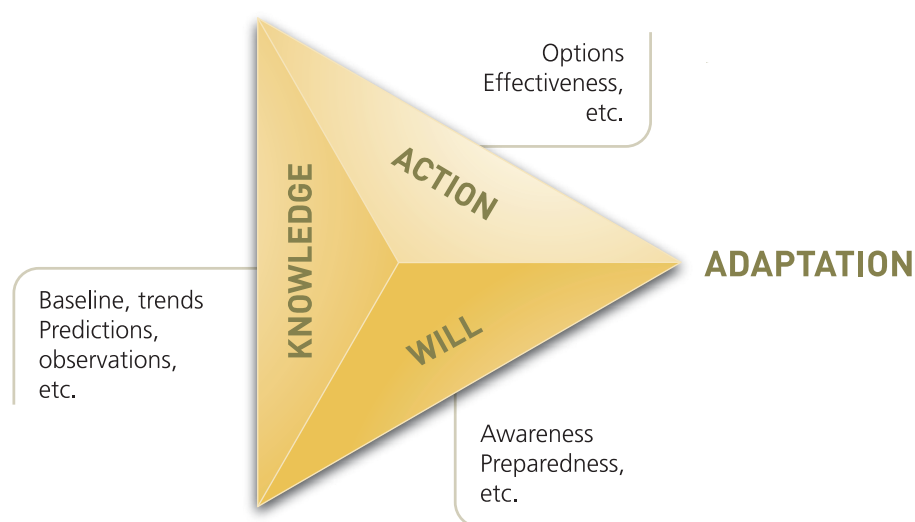 Options
Effectiveness,
etc.
ACTION
KNOWLEDGE
ADAPTATION
Baseline, trends
Predictions,
observations,
etc.
WILL
Awareness
Preparedness,
etc.